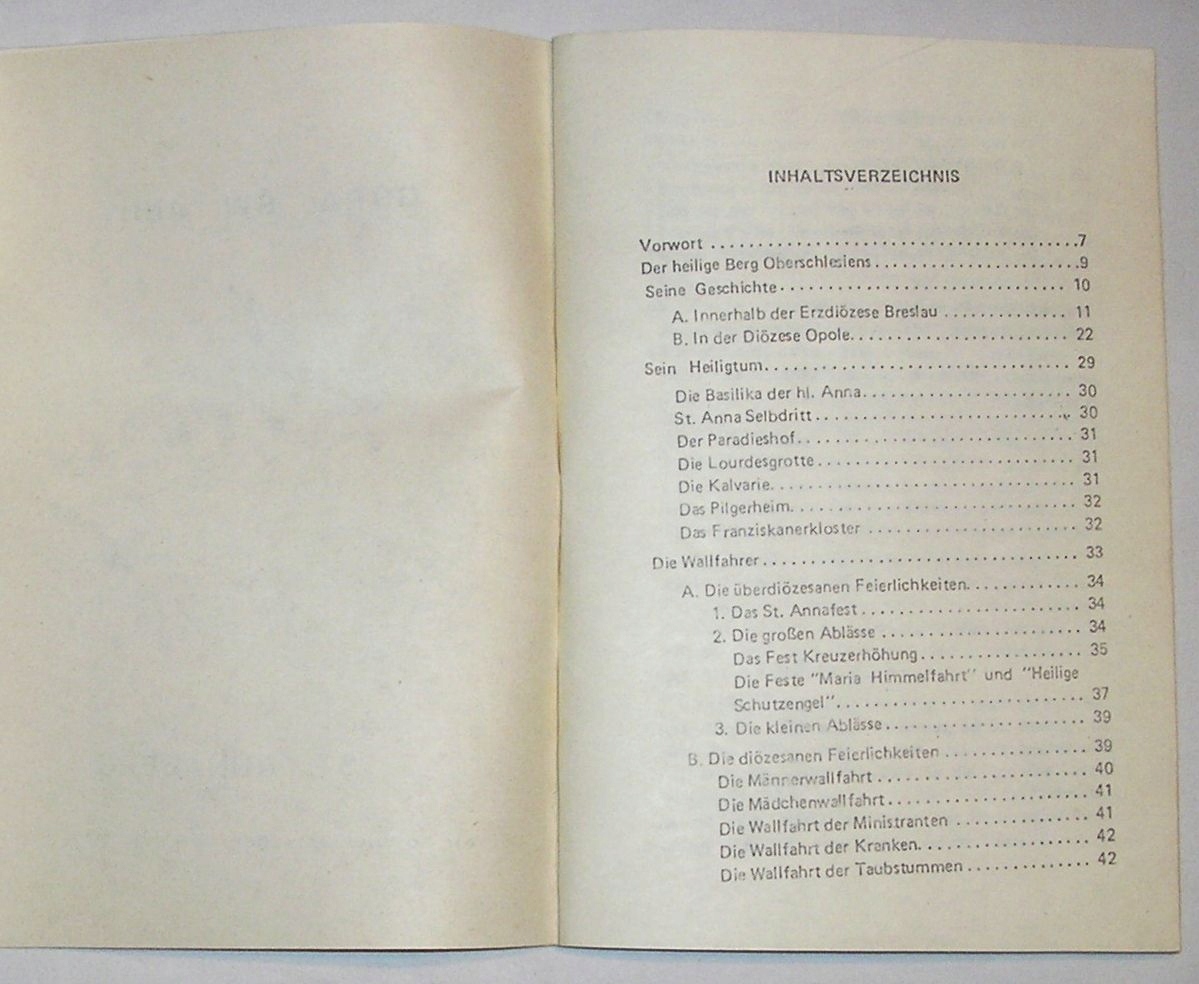 INHALTSVERZEICHNIS
Vorwort .......................................7
Der heilige Berg Oberschlesiens......................9
Seine Geschichte.............................. 10
A. Innerhalb der Erzdiözese Breslau .............. 11
B. In der Diözese Opole....................... 22
Sein Heiligtum................................ 29
Die Basilika der hl. Anna...................... 30
St. Anna Selbdritt........................... 30
Der Paradieshof............................. 31
Die Lourdesgrotte........................... 31
Die Kalvarie................................ 31
Das Pilgerheim.............................. 32
Das Franziskanerkloster ....................... 32
Die Wallfahrer.................................. 33
A. Die überdiözesanen Feierlichkeiten............ 34
1. Das St. Annafest........................ 34
2. Die großen Ablässe ...................... 34
Das Fest Kreuzerhöhung................. 35
Die Feste "Maria Himmelfahrt" und "Heilige
Schutzengel".......................... 37
3. Die kleinen Ablässe...................... 39
B. Die diözesanen Feierlichkeiten ............... 39
Die Männerwallfahrt ....................... 40
Die Mädchenwallfahrt...................... 41
Die Wallfahrt der Ministranten .............. 41
Die Wallfahrt der Kranken.................. 42
Die Wallfahrt der Taubstummen............. 42